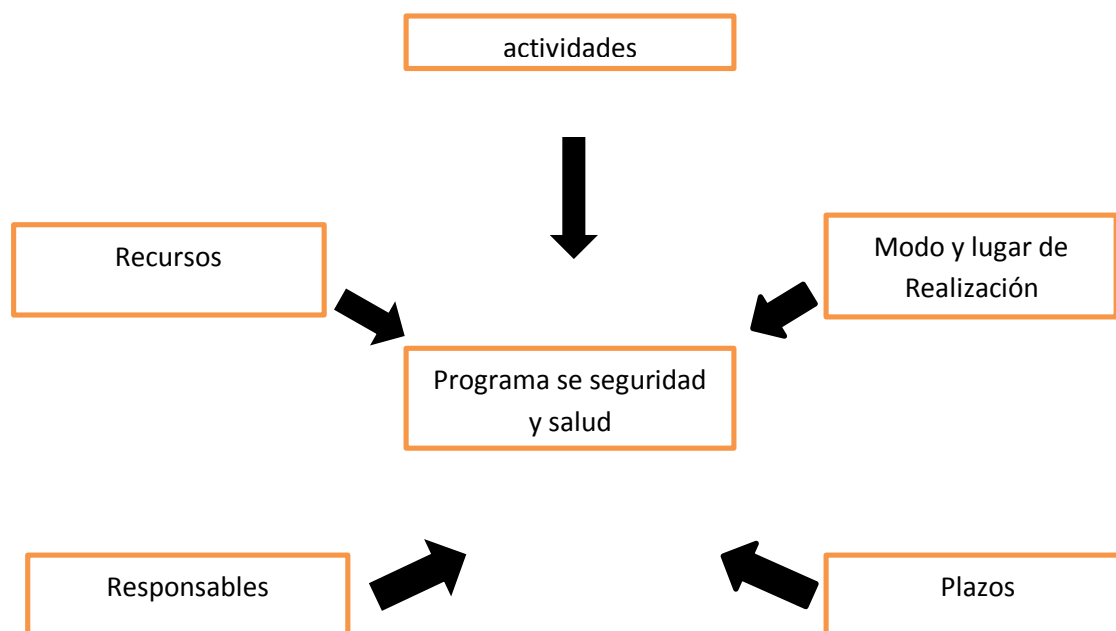 actividades
Recursos
Modo y lugar de
Realización
Programa se seguridad
y salud
Responsables
Plazos